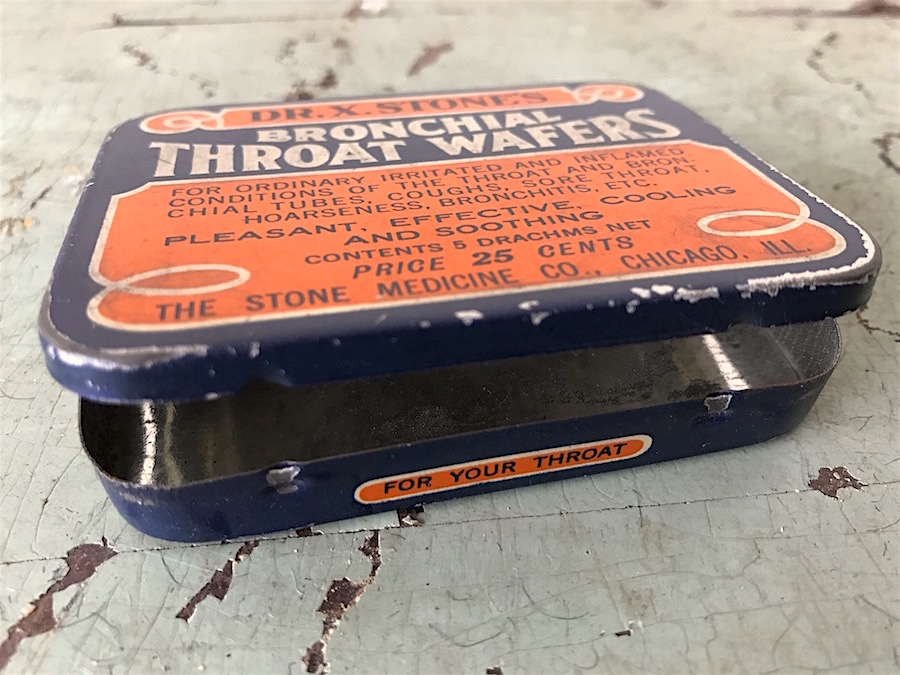 DR. X. STONE'S
BRONCHIAL
THROAT WAFERS
FOR ORDINARY IRRITATED AND INFLAMED
CONDITIONS OF THE THROAT AND BRON-
CHIAL TUBES, COUGHS, SORE THROAT,
HOARSENESS, BRONCHITIS, ETC.
PLEASANT, EFFECTIVE, COOLING
AND SOOTHING
CONTENTS 5 DRACHMS NET
PRICE 25 CENTS
THE STONE MEDICINE CO., CHICAGO, ILL.
FOR YOUR THROAT